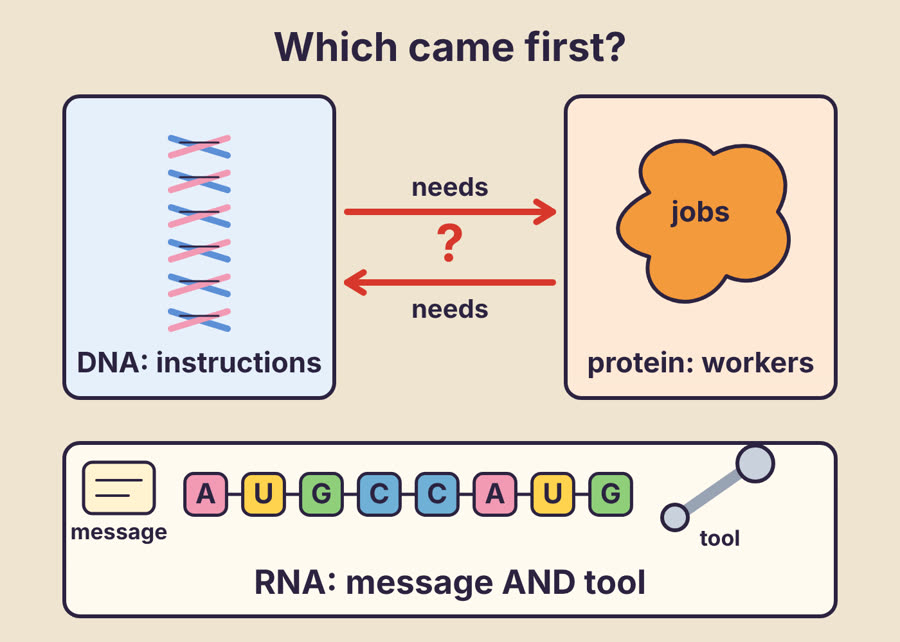 Which came first?
needs
?
needs
jobs
DNA: instructions
protein: workers
message
A U G C C A U G
tool
RNA: message AND tool